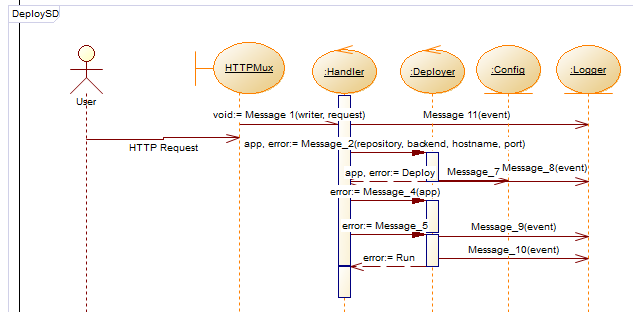 DeploySD
HTTPMux
:Handler
:Deployer
:Config
:Logger
User
void:= Message 1(writer, request)
Message 11(event)
HTTP Request
app, error:= Message_2(repository, backend, hostname, port)
app, error:= Deploy
Message_7
Message_8(event)
error:= Message_4(app)
error:= Message_5
Message_9(event)
Message_10(event)
error:= Run